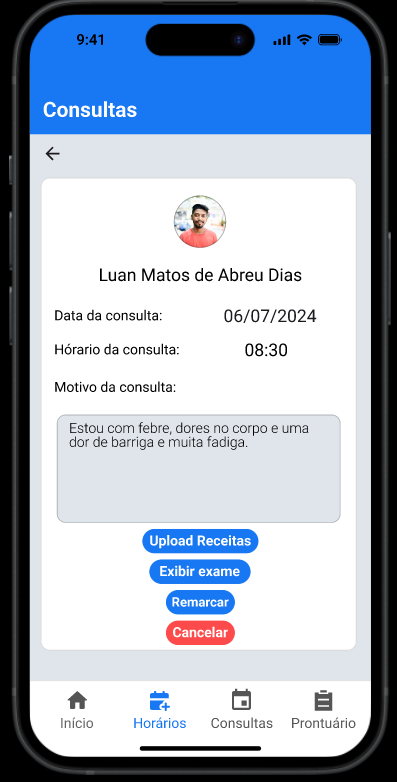 9:41
Consultas
Luan Matos de Abreu Dias
Data da consulta: 06/07/2024
Hórario da consulta: 08:30
Motivo da consulta:
Estou com febre, dores no corpo e uma
dor de barriga e muita fadiga.
Upload Receitas
Exibir exame
Remarcar
Cancelar
Início Horários Consultas Prontuário